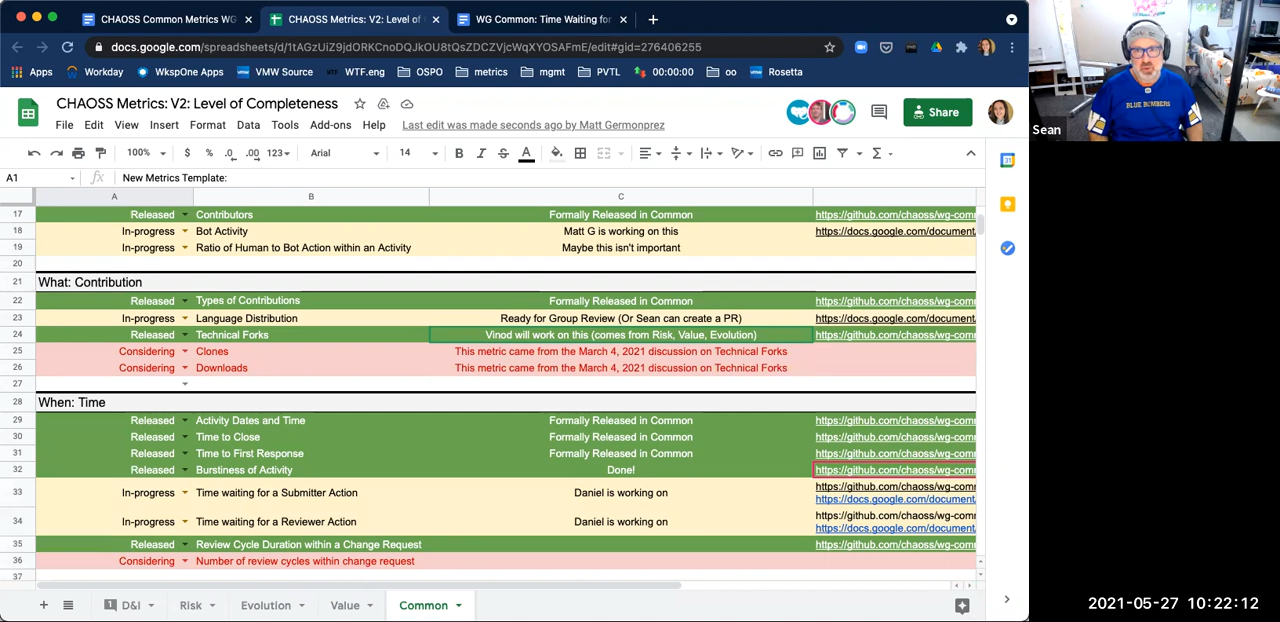 CHAOSS Common Metrics WG
CHAOSS Metrics: V2: Level of
WG Common: Time Waiting for
docs.google.com/spreadsheets/d/1tAGzUiZ9jdORKCnoDQJkOU8tQsZDCZVjcWqXYOSAFmE/edit#gid=276406255
Apps Workday WkspOne Apps VMW Source WTF.eng OSPO metrics mgmt PVTL 00:00:00 oo Rosetta
CHAOSS Metrics: V2: Level of Completeness
Share
File Edit View Insert Format Data Tools Add-ons Help Last edit was made seconds ago by Matt Germonprez
100% $ % .0 .00 123 Arial 14 B I S A
A1 fx New Metrics Template:
A B C
17 Released Contributors Formally Released in Common https://github.com/chaoss/wg-com
18 In-progress Bot Activity Matt G is working on this https://docs.google.com/document
19 In-progress Ratio of Human to Bot Action within an Activity Maybe this isn't important
20
21 What: Contribution
22 Released Types of Contributions Formally Released in Common https://github.com/chaoss/wg-com
23 In-progress Language Distribution Ready for Group Review (Or Sean can create a PR) https://docs.google.com/document
24 Released Technical Forks Vinod will work on this (comes from Risk, Value, Evolution) https://github.com/chaoss/wg-com
25 Considering Clones This metric came from the March 4, 2021 discussion on Technical Forks
26 Considering Downloads This metric came from the March 4, 2021 discussion on Technical Forks
27
28 When: Time
29 Released Activity Dates and Time Formally Released in Common https://github.com/chaoss/wg-com
30 Released Time to Close Formally Released in Common https://github.com/chaoss/wg-com
31 Released Time to First Response Formally Released in Common https://github.com/chaoss/wg-com
32 Released Burstiness of Activity Done! https://github.com/chaoss/wg-com
33 In-progress Time waiting for a Submitter Action Daniel is working on https://github.com/chaoss/wg-com
https://docs.google.com/document
34 In-progress Time waiting for a Reviewer Action Daniel is working on https://github.com/chaoss/wg-com
https://docs.google.com/document
35 Released Review Cycle Duration within a Change Request https://github.com/chaoss/wg-com
36 Considering Number of review cycles within change request
37
1 D&I Risk Evolution Value Common
BLUE BOMBERS
Sean
2021-05-27 10:22:12